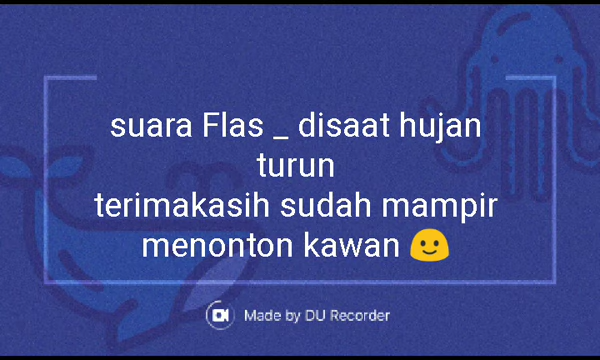 suara Flas _ disaat hujan
turun
terimakasih sudah mampir
menonton kawan 🙂
Made by DU Recorder